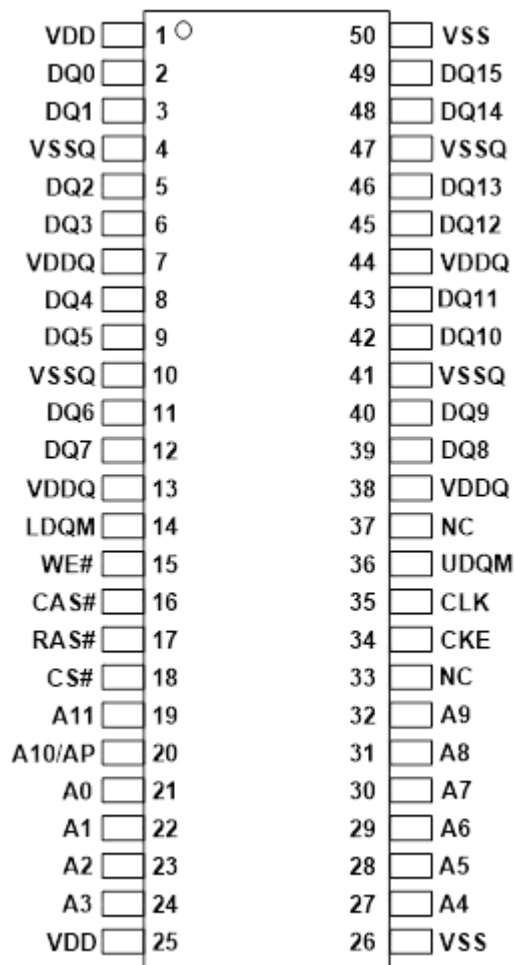 VDD 1 50 VSS
DQ0 2 49 DQ15
DQ1 3 48 DQ14
VSSQ 4 47 VSSQ
DQ2 5 46 DQ13
DQ3 6 45 DQ12
VDDQ 7 44 VDDQ
DQ4 8 43 DQ11
DQ5 9 42 DQ10
VSSQ 10 41 VSSQ
DQ6 11 40 DQ9
DQ7 12 39 DQ8
VDDQ 13 38 VDDQ
LDQM 14 37 NC
WE# 15 36 UDQM
CAS# 16 35 CLK
RAS# 17 34 CKE
CS# 18 33 NC
A11 19 32 A9
A10/AP 20 31 A8
A0 21 30 A7
A1 22 29 A6
A2 23 28 A5
A3 24 27 A4
VDD 25 26 VSS